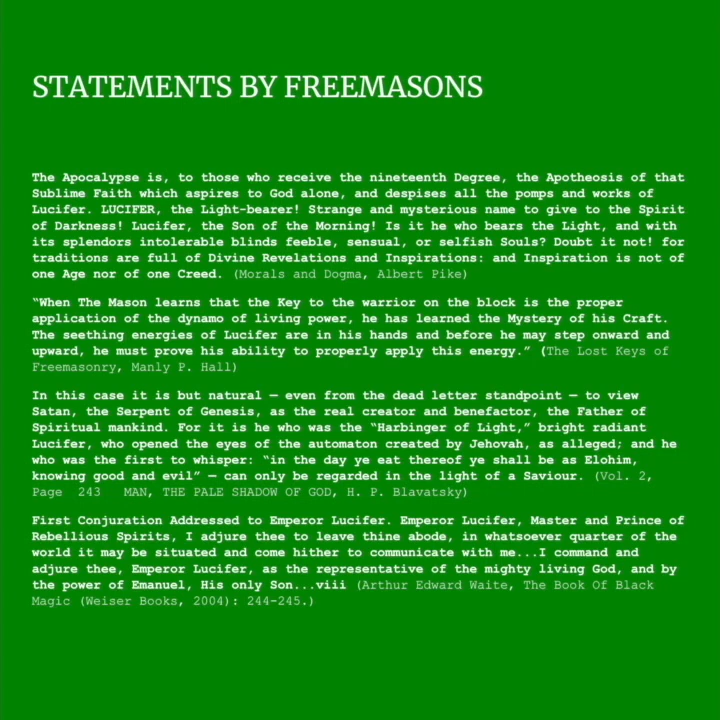 STATEMENTS BY FREEMASONS
The Apocalypse is, to those who receive the nineteenth Degree, the Apotheosis of that
Sublime Faith which aspires to God alone, and despises all the pomps and works of
Lucifer. LUCIFER, the Light-bearer! Strange and mysterious name to give to the Spirit
of Darkness! Lucifer, the Son of the Morning! Is it he who bears the Light, and with
its splendors intolerable blinds feeble, sensual, or selfish Souls? Doubt it not! for
traditions are full of Divine Revelations and Inspirations: and Inspiration is not of
one Age nor of one Creed. (Morals and Dogma, Albert Pike)
“When The Mason learns that the Key to the warrior on the block is the proper
application of the dynamo of living power, he has learned the Mystery of his Craft.
The seething energies of Lucifer are in his hands and before he may step onward and
upward, he must prove his ability to properly apply this energy.” (The Lost Keys of
Freemasonry, Manly P. Hall)
In this case it is but natural — even from the dead letter standpoint — to view
Satan, the Serpent of Genesis, as the real creator and benefactor, the Father of
Spiritual mankind. For it is he who was the “Harbinger of Light,” bright radiant
Lucifer, who opened the eyes of the automaton created by Jehovah, as alleged; and he
who was the first to whisper: “in the day ye eat thereof ye shall be as Elohim,
knowing good and evil” — can only be regarded in the light of a Saviour. (Vol. 2,
Page 243 MAN, THE PALE SHADOW OF GOD, H. P. Blavatsky)
First Conjuration Addressed to Emperor Lucifer. Emperor Lucifer, Master and Prince of
Rebellious Spirits, I adjure thee to leave thine abode, in whatsoever quarter of the
world it may be situated and come hither to communicate with me...I command and
adjure thee, Emperor Lucifer, as the representative of the mighty living God, and by
the power of Emanuel, His only Son...viii (Arthur Edward Waite, The Book Of Black
Magic (Weiser Books, 2004): 244-245.)